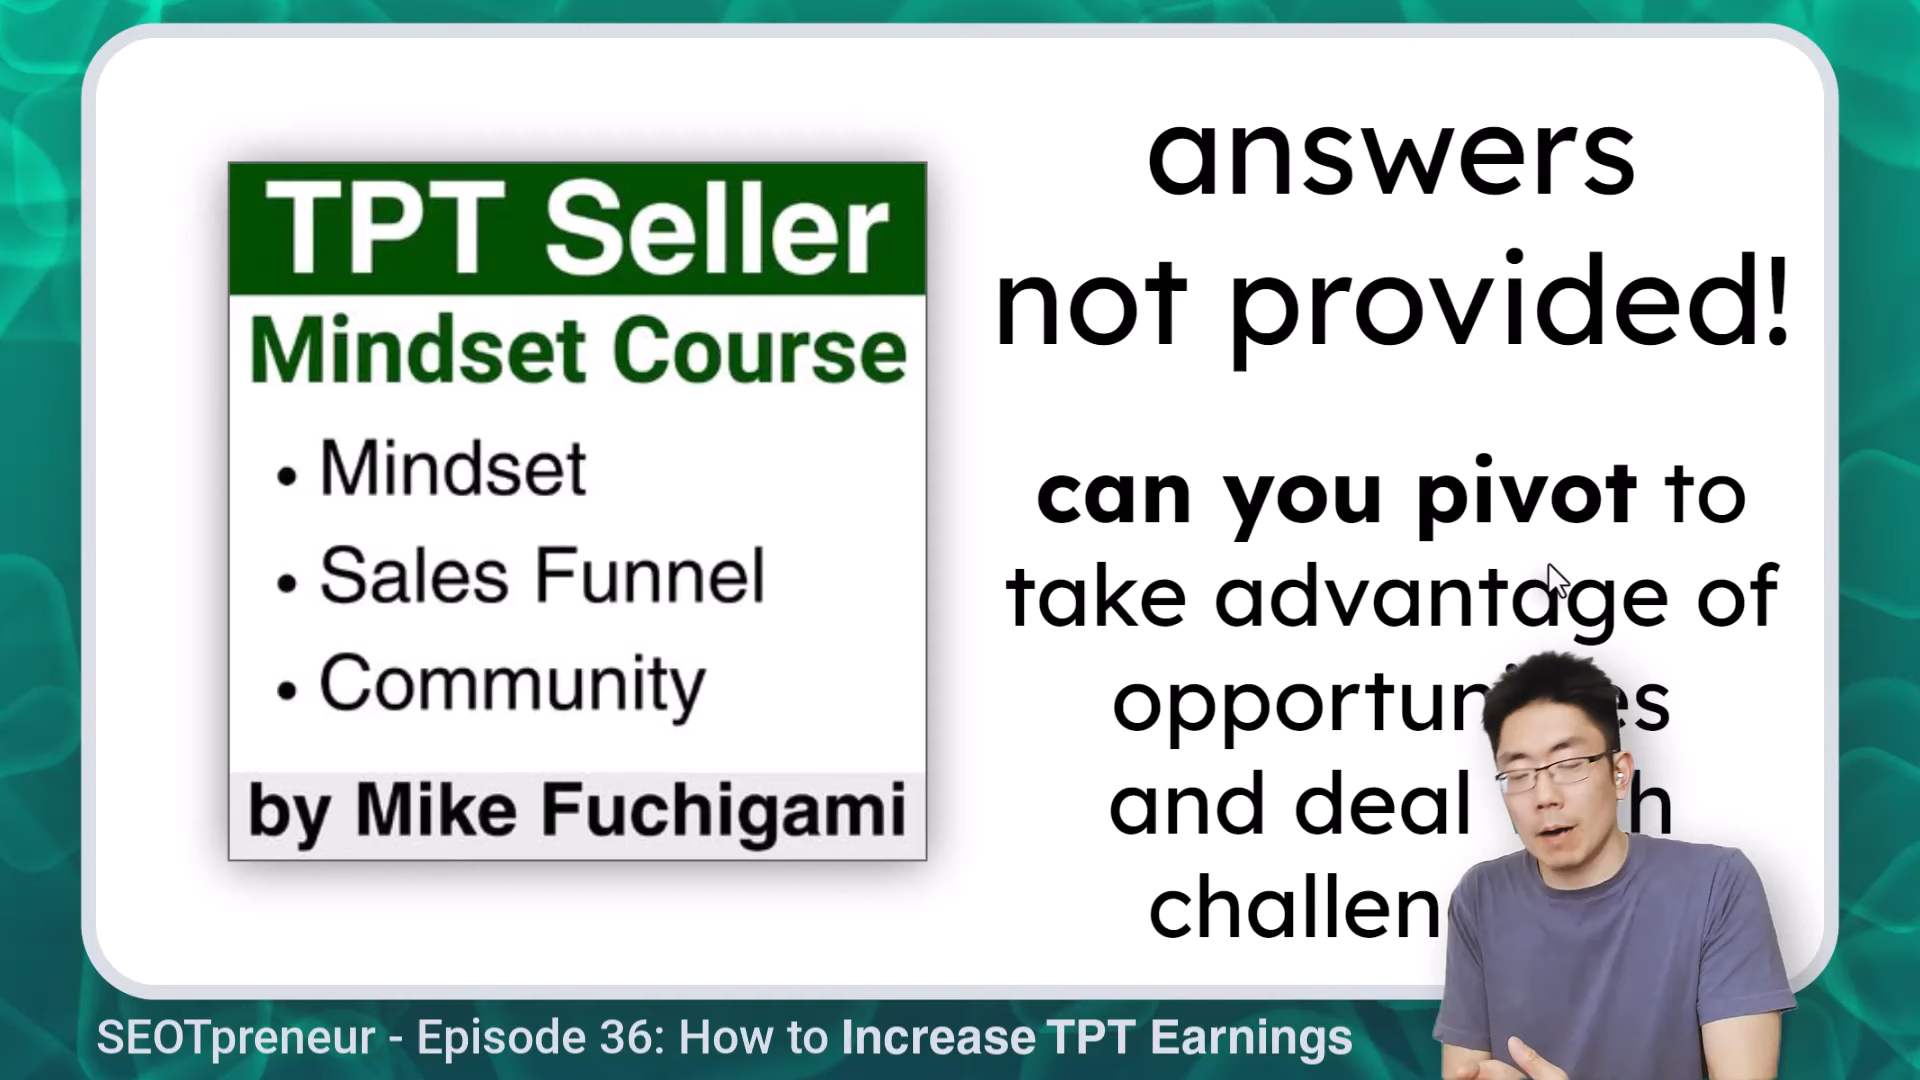 TPT Seller
Mindset Course
• Mindset
• Sales Funnel
• Community
by Mike Fuchigami
answers
not provided!
can you pivot to
take advantage of
and deal
SEOTpreneur - Episode 36: How to Increase TPT Earnings